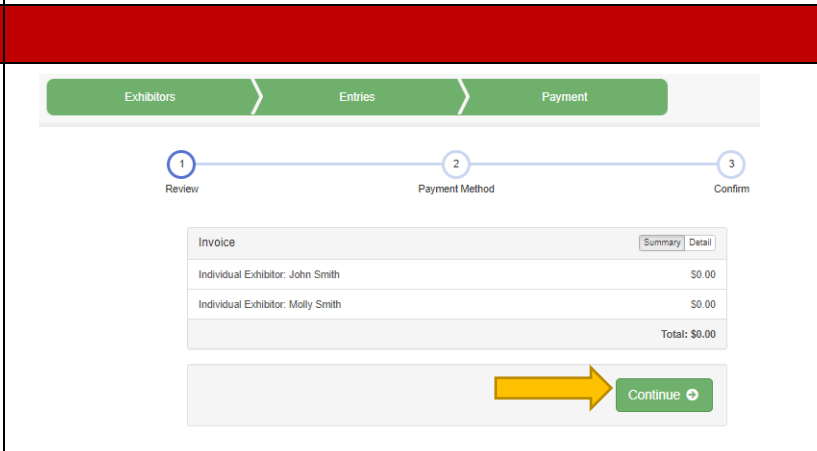 Exhibitors Entries Payment
1 2 3
Review Payment Method Confirm
Invoice Summary Detail
Individual Exhibitor: John Smith $0.00
Individual Exhibitor: Molly Smith $0.00
Total: $0.00
Continue